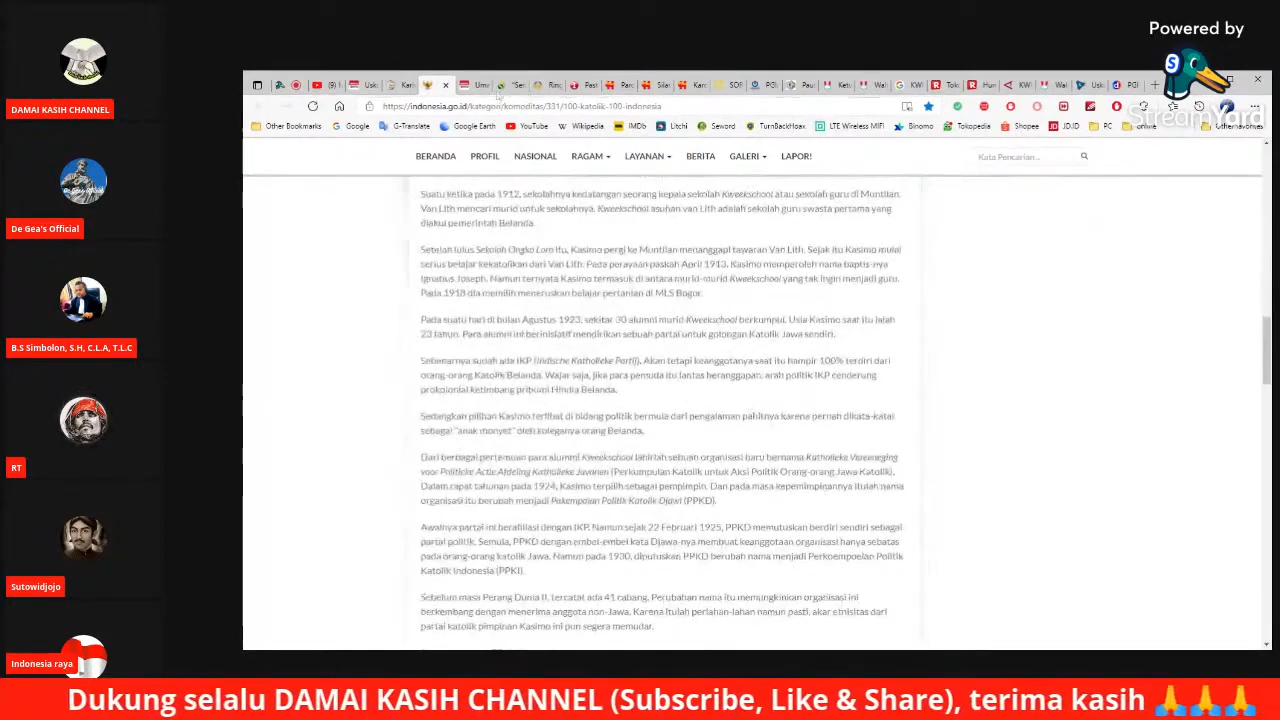 Powered by
StreamYard
DAMAI KASIH CHANNEL
De Gea's Official
B.S Simbolon, S.H, C.L.A, T.L.C
RT
Sutowidjojo
Indonesia raya
https://indonesia.go.id/kategori/komoditas/331/100-katolik-100-indonesia
Other Bookmarks Google G-Translate Google Earth YouTube Wikipedia IMDb Litchi Seword TurnBackHoax LTE Wireless MIFI Binomo Tokopedia Shopee JD.ID PC online
BERANDA PROFIL NASIONAL RAGAM LAYANAN BERITA GALERI LAPOR! Kata Pencarian...
Suatu ketika pada 1912, sekolahnya kedatangan seorang kepala sekolah Kweekschool atau sekolah guru di Muntilan.
Van Lith mencari murid untuk sekolahnya. Kweekschool asuhan van Lith adalah sekolah guru swasta pertama yang
diakui pemerintah Belanda.
Setelah lulus Sekolah Ongko Loro itu, Kasimo pergi ke Muntilan menanggapi tawaran Van Lith. Sejak itu Kasimo mulai
serius belajar kekatolikan dari Van Lith. Pada perayaan paskah April 1913, Kasimo memperoleh nama baptis-nya
Ignatius Joseph. Namun ternyata Kasimo termasuk di antara murid-murid Kweekschool yang tak ingin menjadi guru.
Pada 1918 dia memilih meneruskan belajar pertanian di MLS Bogor.
Pada suatu hari di bulan Agustus 1923, sekitar 30 alumni murid Kweekschool berkumpul. Usia Kasimo saat itu ialah
23 tahun. Para alumni ini berinisiatif mendirikan sebuah partai untuk golongan Katolik Jawa sendiri.
Sebenarnya sudah ada IKP (Indische Katholieke Partij). Akan tetapi keanggotanya saat itu hampir 100% terdiri dari
orang-orang Katolik Belanda. Wajar saja, jika para pemuda itu lantas beranggapan, arah politik IKP cenderung
prokolonial ketimbang pribumi Hindia Belanda.
Sedangkan pilihan Kasimo terlibat di bidang politik bermula dari pengalaman pahitnya karena pernah dikata-katai
sebagai "anak monyet" oleh koleganya orang Belanda.
Dari berbagai pertemuan para alumni Kweekschool lahirlah sebuah organisasi baru bernama Katholieke Vereeniging
voor Politieke Actie Afdeling Katholieke Javanen (Perkumpulan Katolik untuk Aksi Politik Orang-orang Jawa Katolik).
Dalam rapat tahunan pada 1924, Kasimo terpilih sebagai pempimpin. Dan pada masa kepemimpinannya itulah nama
organisasi itu berubah menjadi Pakempalan Politik Katolik Djawi (PPKD).
Awalnya partai ini berafiliasi dengan IKP. Namun sejak 22 Februari 1925, PPKD memutuskan berdiri sendiri sebagai
partai politik. Semula, PPKD dengan embel-embel kata Djawa-nya membuat keanggotaan organisasi hanya sebatas
pada orang-orang katolik Jawa. Namun pada 1930, diputuskan PPKD berubah nama menjadi Perkoempoelan Politik
Katolik Indonesia (PPKI).
Sebelum masa Perang Dunia II, tercatat ada 41 cabang. Perubahan nama itu memungkinkan organisasi ini
berkembang dengan menerima anggota non-Jawa. Karena itulah perlahan-lahan namun pasti, akar etnisitas dari
partai katolik pimpinan Kasimo ini pun segera memudar.
Dukung selalu DAMAI KASIH CHANNEL (Subscribe, Like & Share), terima kasih 🙏🙏🙏